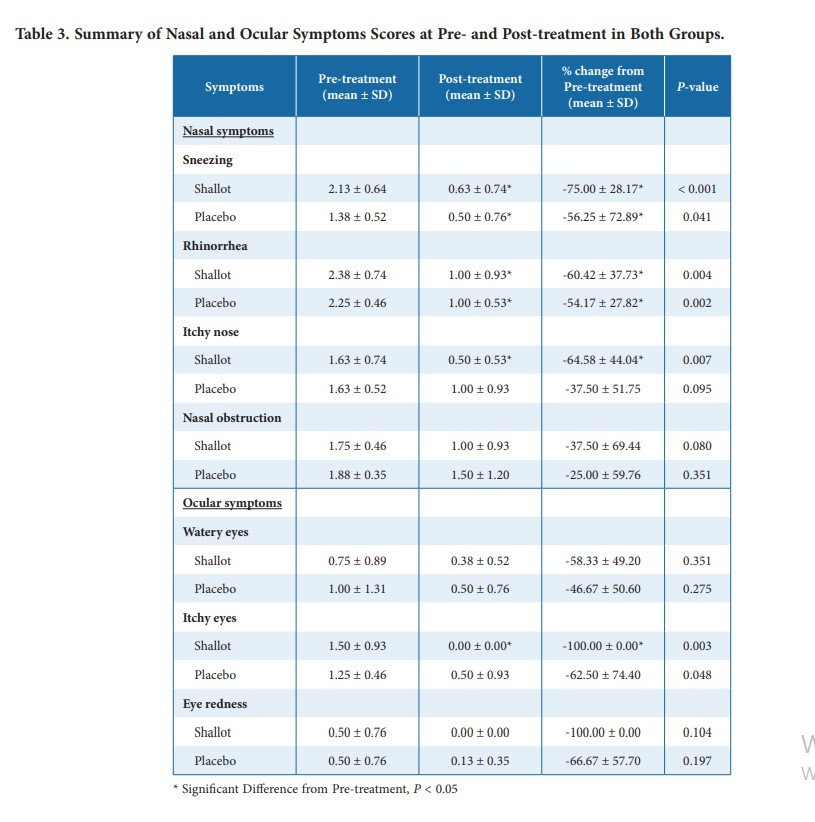 Table 3. Summary of Nasal and Ocular Symptoms Scores at Pre- and Post-treatment in Both Groups.
Symptoms Pre-treatment (mean ± SD) Post-treatment (mean ± SD) % change from Pre-treatment (mean ± SD) P-value
Nasal symptoms
Sneezing
Shallot 2.13 ± 0.64 0.63 ± 0.74* -75.00 ± 28.17* < 0.001
Placebo 1.38 ± 0.52 0.50 ± 0.76* -56.25 ± 72.89* 0.041
Rhinorrhea
Shallot 2.38 ± 0.74 1.00 ± 0.93* -60.42 ± 37.73* 0.004
Placebo 2.25 ± 0.46 1.00 ± 0.53* -54.17 ± 27.82* 0.002
Itchy nose
Shallot 1.63 ± 0.74 0.50 ± 0.53* -64.58 ± 44.04* 0.007
Placebo 1.63 ± 0.52 1.00 ± 0.93 -37.50 ± 51.75 0.095
Nasal obstruction
Shallot 1.75 ± 0.46 1.00 ± 0.93 -37.50 ± 69.44 0.080
Placebo 1.88 ± 0.35 1.50 ± 1.20 -25.00 ± 59.76 0.351
Ocular symptoms
Watery eyes
Shallot 0.75 ± 0.89 0.38 ± 0.52 -58.33 ± 49.20 0.351
Placebo 1.00 ± 1.31 0.50 ± 0.76 -46.67 ± 50.60 0.275
Itchy eyes
Shallot 1.50 ± 0.93 0.00 ± 0.00* -100.00 ± 0.00* 0.003
Placebo 1.25 ± 0.46 0.50 ± 0.93 -62.50 ± 74.40 0.048
Eye redness
Shallot 0.50 ± 0.76 0.00 ± 0.00 -100.00 ± 0.00 0.104
Placebo 0.50 ± 0.76 0.13 ± 0.35 -66.67 ± 57.70 0.197
* Significant Difference from Pre-treatment, P < 0.05